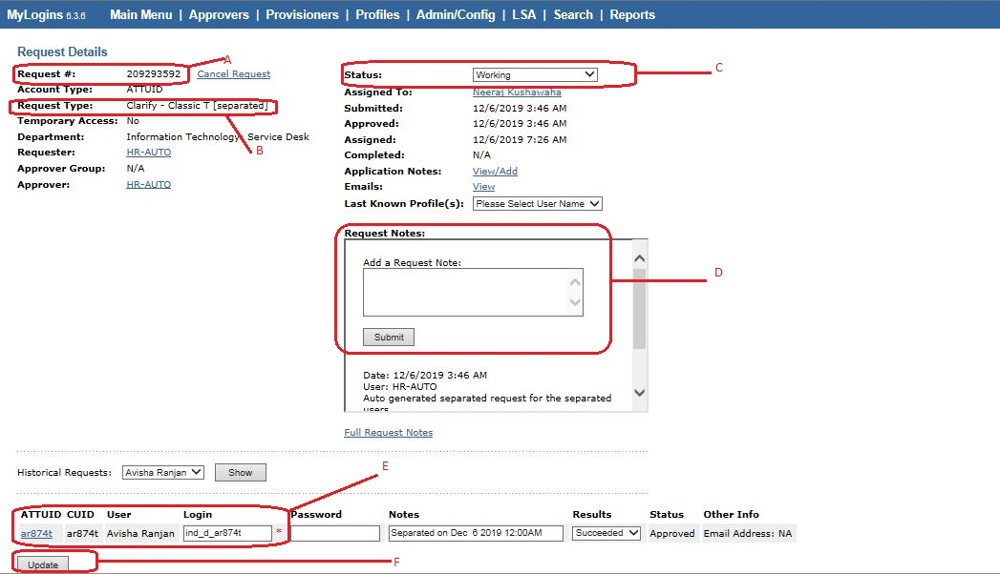 MyLogins 6.3.6 Main Menu | Approvers | Provisioners | Profiles | Admin/Config | LSA | Search | Reports
Request Details
A
Request #: 209293592 Cancel Request
Account Type: ATTUID
Request Type: Clarify - Classic T [separated]
Temporary Access: No
Department: Information Technology, Service Desk
B
Requester: HR-AUTO
Approver Group: N/A
Approver: HR-AUTO
Status: Working
C
Assigned To: Neeraj Kushawaha
Submitted: 12/6/2019 3:46 AM
Approved: 12/6/2019 3:46 AM
Assigned: 12/6/2019 7:26 AM
Completed: N/A
Application Notes: View/Add
Emails: View
Last Known Profile(s): Please Select User Name
Request Notes:
Add a Request Note:
D
Submit
Date: 12/6/2019 3:46 AM
User: HR-AUTO
Auto generated separated request for the separated
users
Full Request Notes
Historical Requests: Avisha Ranjan Show
E
ATTUID CUID User Login Password Notes Results Status Other Info
ar874t ar874t Avisha Ranjan ind_d_ar874t * Separated on Dec 6 2019 12:00AM Succeeded Approved Email Address: NA
Update
F